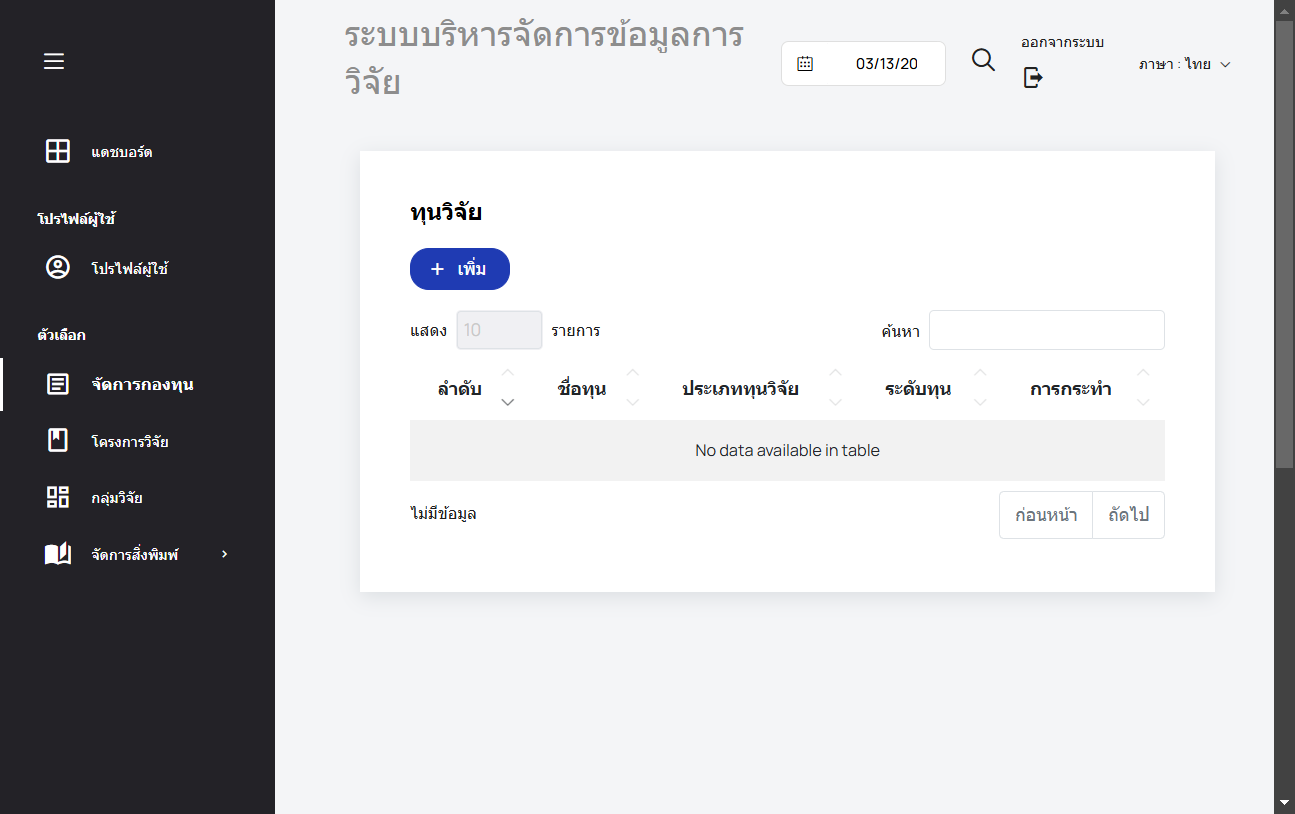 ระบบบริหารจัดการข้อมูลการ
วิจัย
03/13/20
ออกจากระบบ
ภาษา : ไทย
แดชบอร์ด
โปรไฟล์ผู้ใช้
โปรไฟล์ผู้ใช้
ตัวเลือก
จัดการกองทุน
โครงการวิจัย
กลุ่มวิจัย
จัดการสิ่งพิมพ์
ทุนวิจัย
+ เพิ่ม
แสดง 10 รายการ
ค้นหา
ลำดับ ชื่อทุน ประเภททุนวิจัย ระดับทุน การกระทำ
No data available in table
ไม่มีข้อมูล
ก่อนหน้า ถัดไป